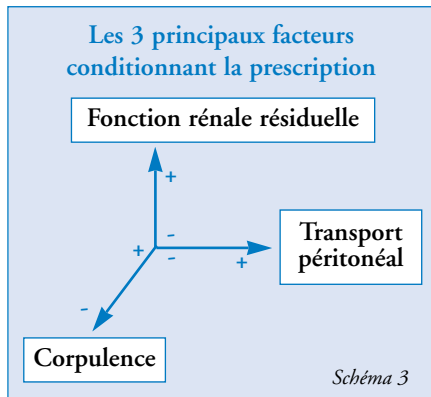 Les 3 principaux facteurs
conditionnant la prescription
Fonction rénale résiduelle
+
-
+
-
+
Transport
péritonéal
-
Corpulence
Schéma 3